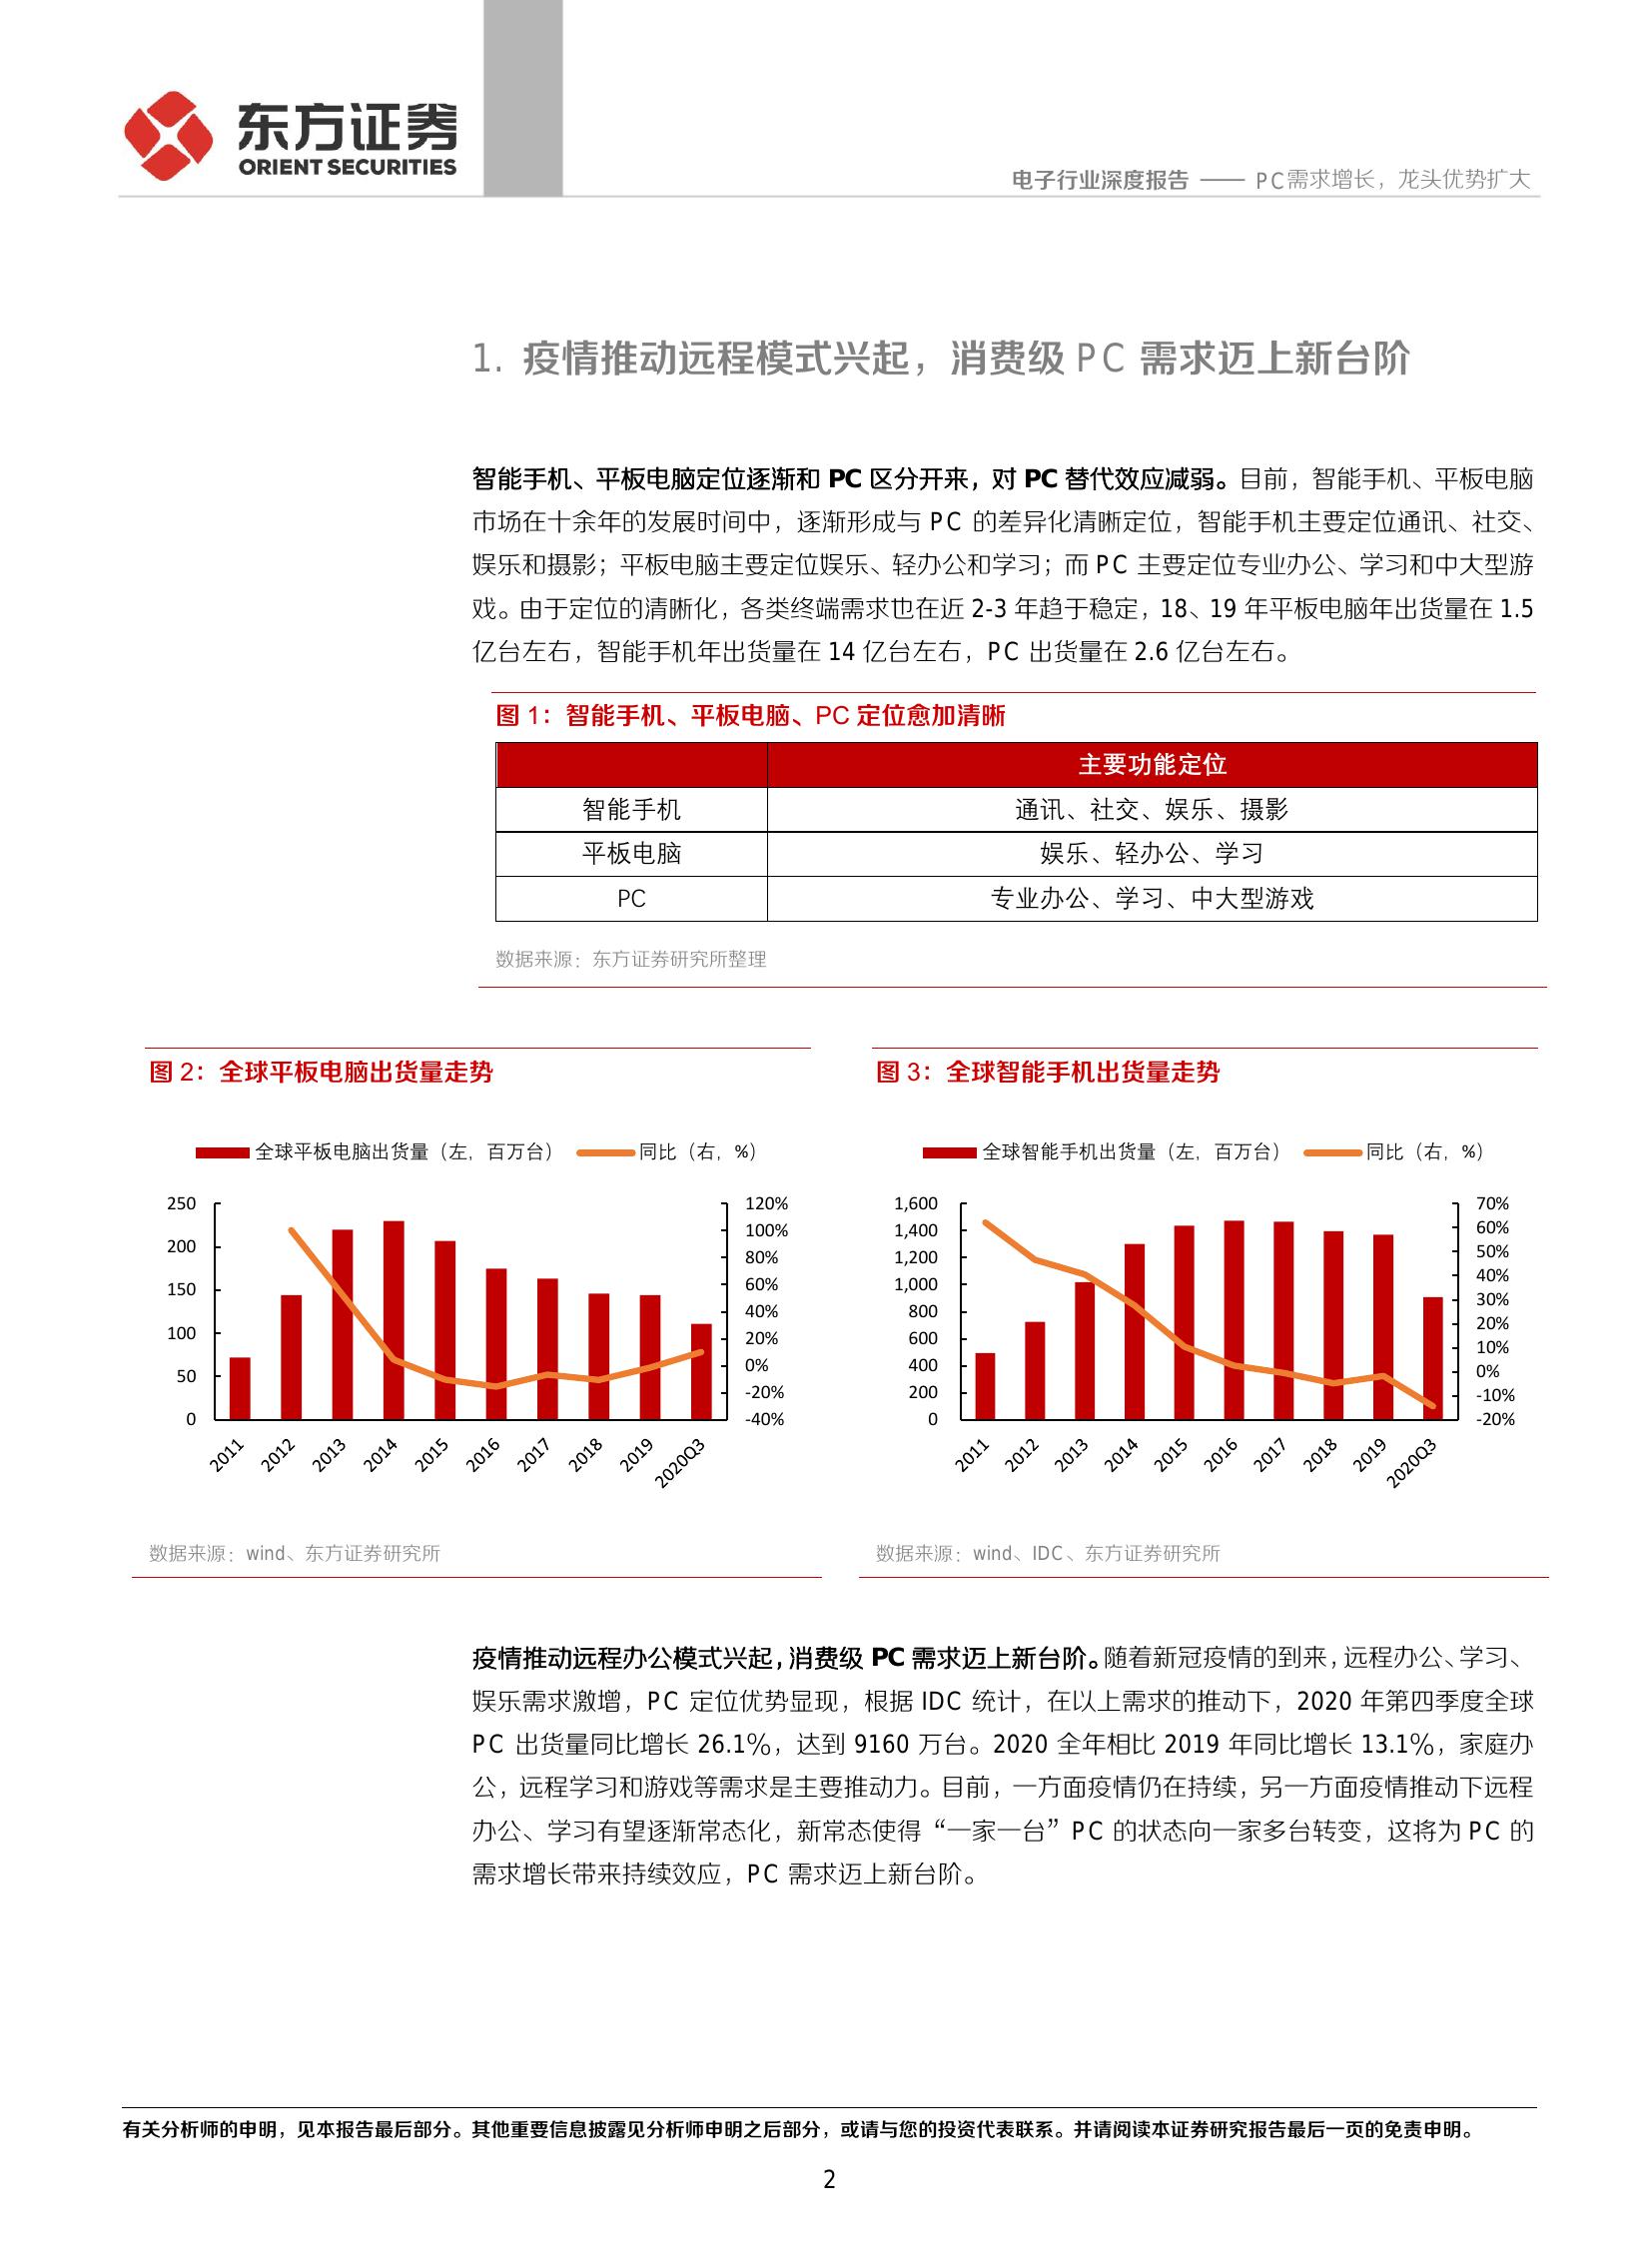 东方证券
ORIENT SECURITIES
电子行业深度报告 —— PC需求增长，龙头优势扩大
1. 疫情推动远程模式兴起，消费级 PC 需求迈上新台阶
智能手机、平板电脑定位逐渐和 PC 区分开来，对 PC 替代效应减弱。目前，智能手机、平板电脑
市场在十余年的发展时间中，逐渐形成与 PC 的差异化清晰定位，智能手机主要定位通讯、社交、
娱乐和摄影；平板电脑主要定位娱乐、轻办公和学习；而 PC 主要定位专业办公、学习和中大型游
戏。由于定位的清晰化，各类终端需求也在近 2-3 年趋于稳定，18、19 年平板电脑年出货量在 1.5
亿台左右，智能手机年出货量在 14 亿台左右，PC 出货量在 2.6 亿台左右。
图 1：智能手机、平板电脑、PC 定位愈加清晰
主要功能定位
智能手机 通讯、社交、娱乐、摄影
平板电脑 娱乐、轻办公、学习
PC 专业办公、学习、中大型游戏
数据来源：东方证券研究所整理
图 2：全球平板电脑出货量走势
全球平板电脑出货量（左，百万台） 同比（右，%）
250
200
150
100
50
0
120%
100%
80%
60%
40%
20%
0%
-20%
-40%
2011 2012 2013 2014 2015 2016 2017 2018 2019 2020Q3
数据来源：wind、东方证券研究所
图 3：全球智能手机出货量走势
全球智能手机出货量（左，百万台） 同比（右，%）
1,600
1,400
1,200
1,000
800
600
400
200
0
70%
60%
50%
40%
30%
20%
10%
0%
-10%
-20%
2011 2012 2013 2014 2015 2016 2017 2018 2019 2020Q3
数据来源：wind、IDC、东方证券研究所
疫情推动远程办公模式兴起，消费级 PC 需求迈上新台阶。随着新冠疫情的到来，远程办公、学习、
娱乐需求激增，PC 定位优势显现，根据 IDC 统计，在以上需求的推动下，2020 年第四季度全球
PC 出货量同比增长 26.1%，达到 9160 万台。2020 全年相比 2019 年同比增长 13.1%，家庭办
公，远程学习和游戏等需求是主要推动力。目前，一方面疫情仍在持续，另一方面疫情推动下远程
办公、学习有望逐渐常态化，新常态使得“一家一台”PC 的状态向一家多台转变，这将为 PC 的
需求增长带来持续效应，PC 需求迈上新台阶。
有关分析师的申明，见本报告最后部分。其他重要信息披露见分析师申明之后部分，或请与您的投资代表联系。并请阅读本证券研究报告最后一页的免责申明。
2